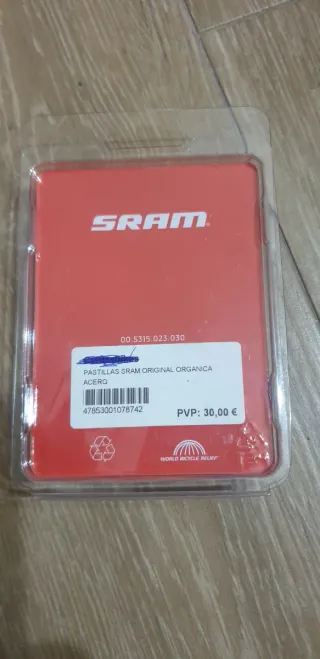 SRAM
00.5315.023.030
PASTILLAS SRAM ORIGINAL ORGANICA
ACERO
47853001078742
PVP: 30,00 €
WORLD BICYCLE RELIEF